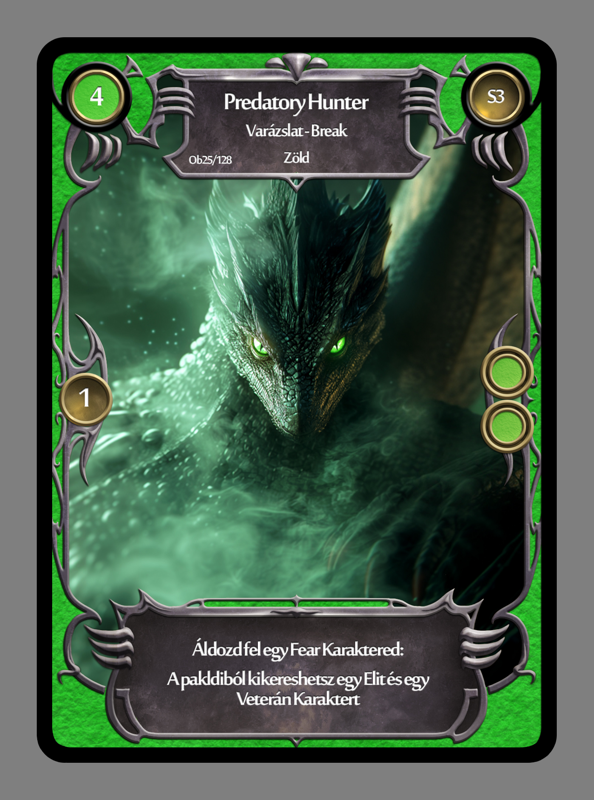 4
Predatory Hunter
S3
Varázslat - Break
Ob25/128
Zöld
1
Áldozd fel egy Fear Karaktered:
A pakldiból kikereshetsz egy Elit és egy
Veterán Karaktert